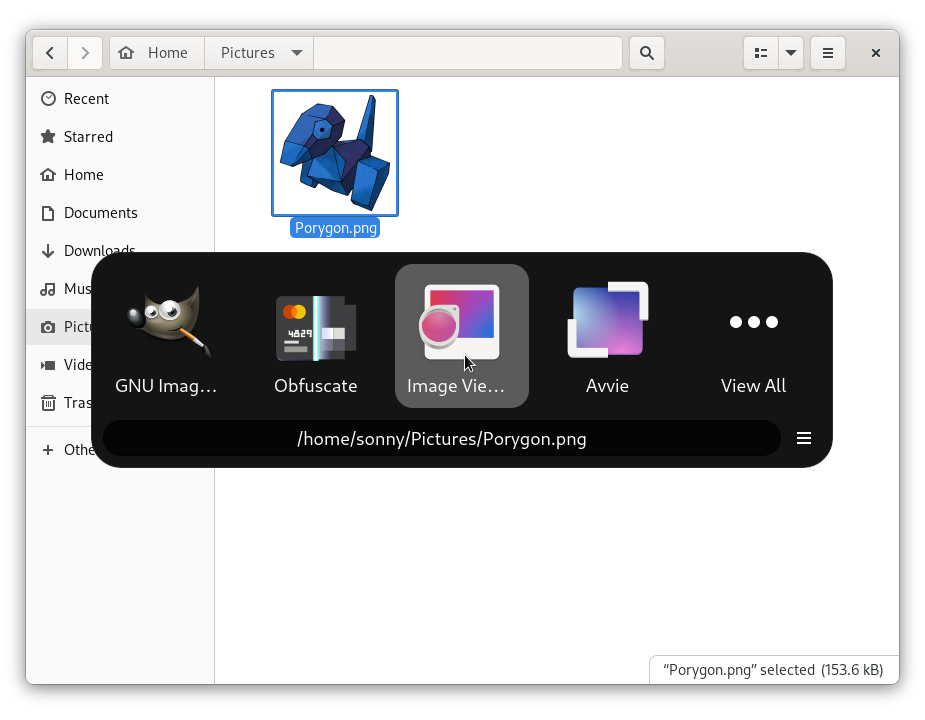 Home
Pictures
Recent
Starred
Home
Documents
Downloads
Porygon.png
Mus
Pictu
Vide
Tras
Othe
4829
GNU Imag…
Obfuscate
Image Vie…
Avvie
View All
/home/sonny/Pictures/Porygon.png
“Porygon.png” selected (153.6 kB)